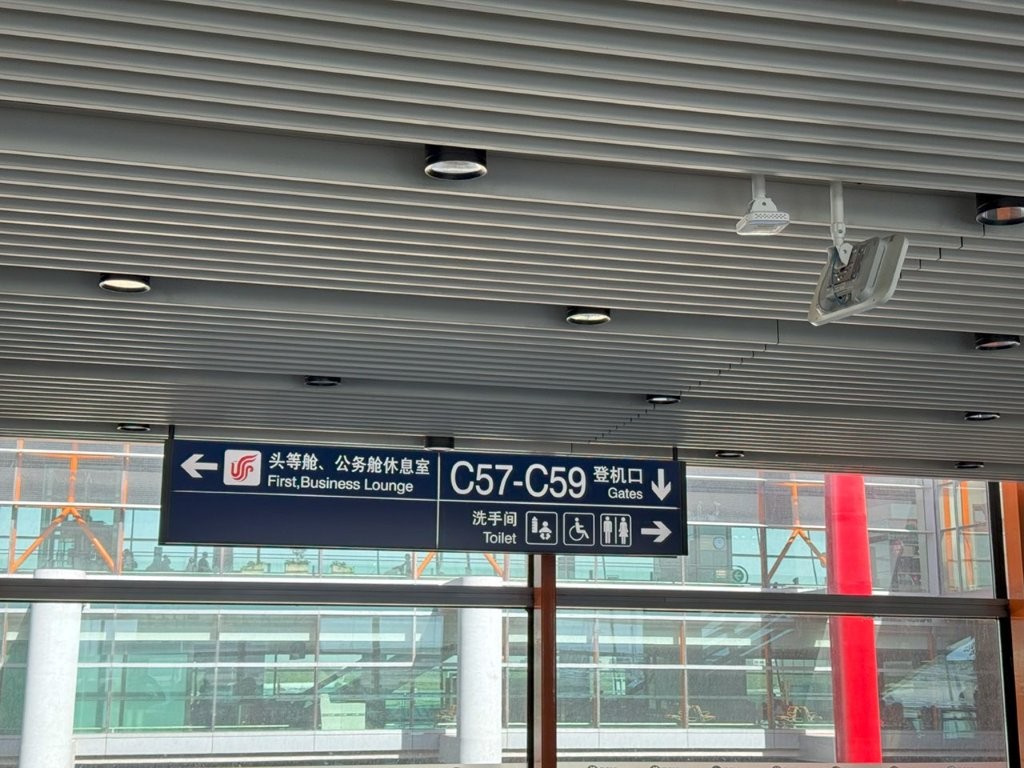 头等舱、公务舱休息室
First,Business Lounge
C57-C59
登机口
Gates
洗手间
Toilet